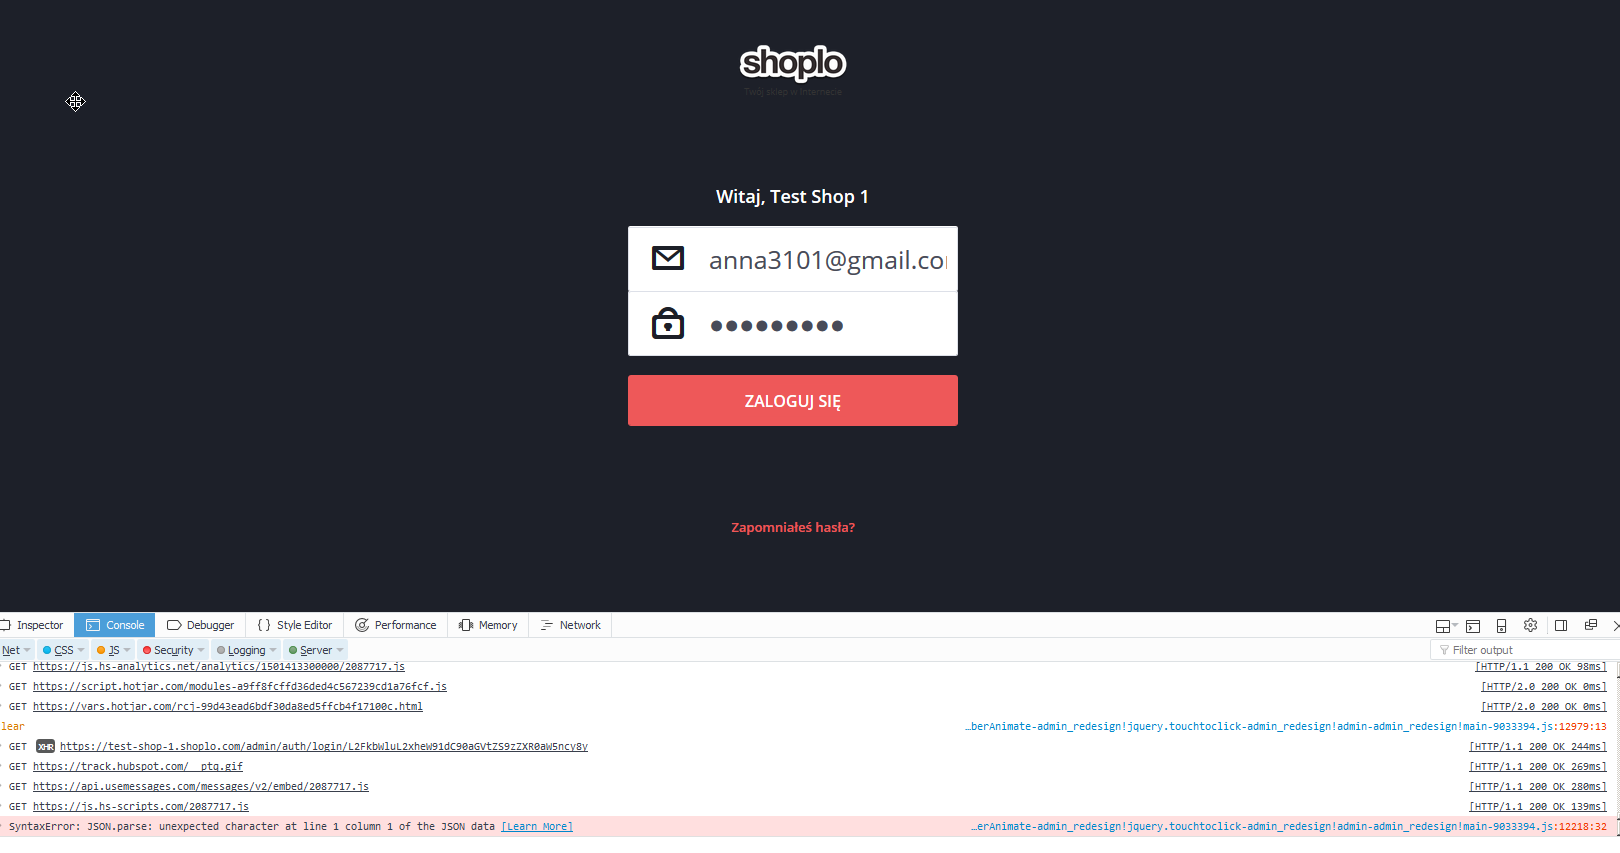 shoplo
Twój sklep w Internecie
Witaj, Test Shop 1
anna3101@gmail.co
●●●●●●●●●
ZALOGUJ SIĘ
Zapomniałeś hasła?
Inspector Console Debugger { } Style Editor Performance Memory Network
Net CSS JS Security Logging Server Filter output
GET https://js.hs-analytics.net/analytics/1501413300000/2087717.js [HTTP/1.1 200 OK 98ms]
GET https://script.hotjar.com/modules-a9ff8fcffd36ded4c567239cd1a76fcf.js [HTTP/2.0 200 OK 0ms]
GET https://vars.hotjar.com/rcj-99d43ead6bdf30da8ed5ffcb4f17100c.html [HTTP/2.0 200 OK 0ms]
lear …berAnimate-admin_redesign!jquery.touchtoclick-admin_redesign!admin-admin_redesign!main-9033394.js:12979:13
GET XHR https://test-shop-1.shoplo.com/admin/auth/login/L2FkbWluL2xheW91dC90aGVtZS9zZXR0aW5ncy8y [HTTP/1.1 200 OK 244ms]
GET https://track.hubspot.com/__ptq.gif [HTTP/1.1 200 OK 269ms]
GET https://api.usemessages.com/messages/v2/embed/2087717.js [HTTP/1.1 200 OK 280ms]
GET https://js.hs-scripts.com/2087717.js [HTTP/1.1 200 OK 139ms]
SyntaxError: JSON.parse: unexpected character at line 1 column 1 of the JSON data [Learn More] …erAnimate-admin_redesign!jquery.touchtoclick-admin_redesign!admin-admin_redesign!main-9033394.js:12218:32